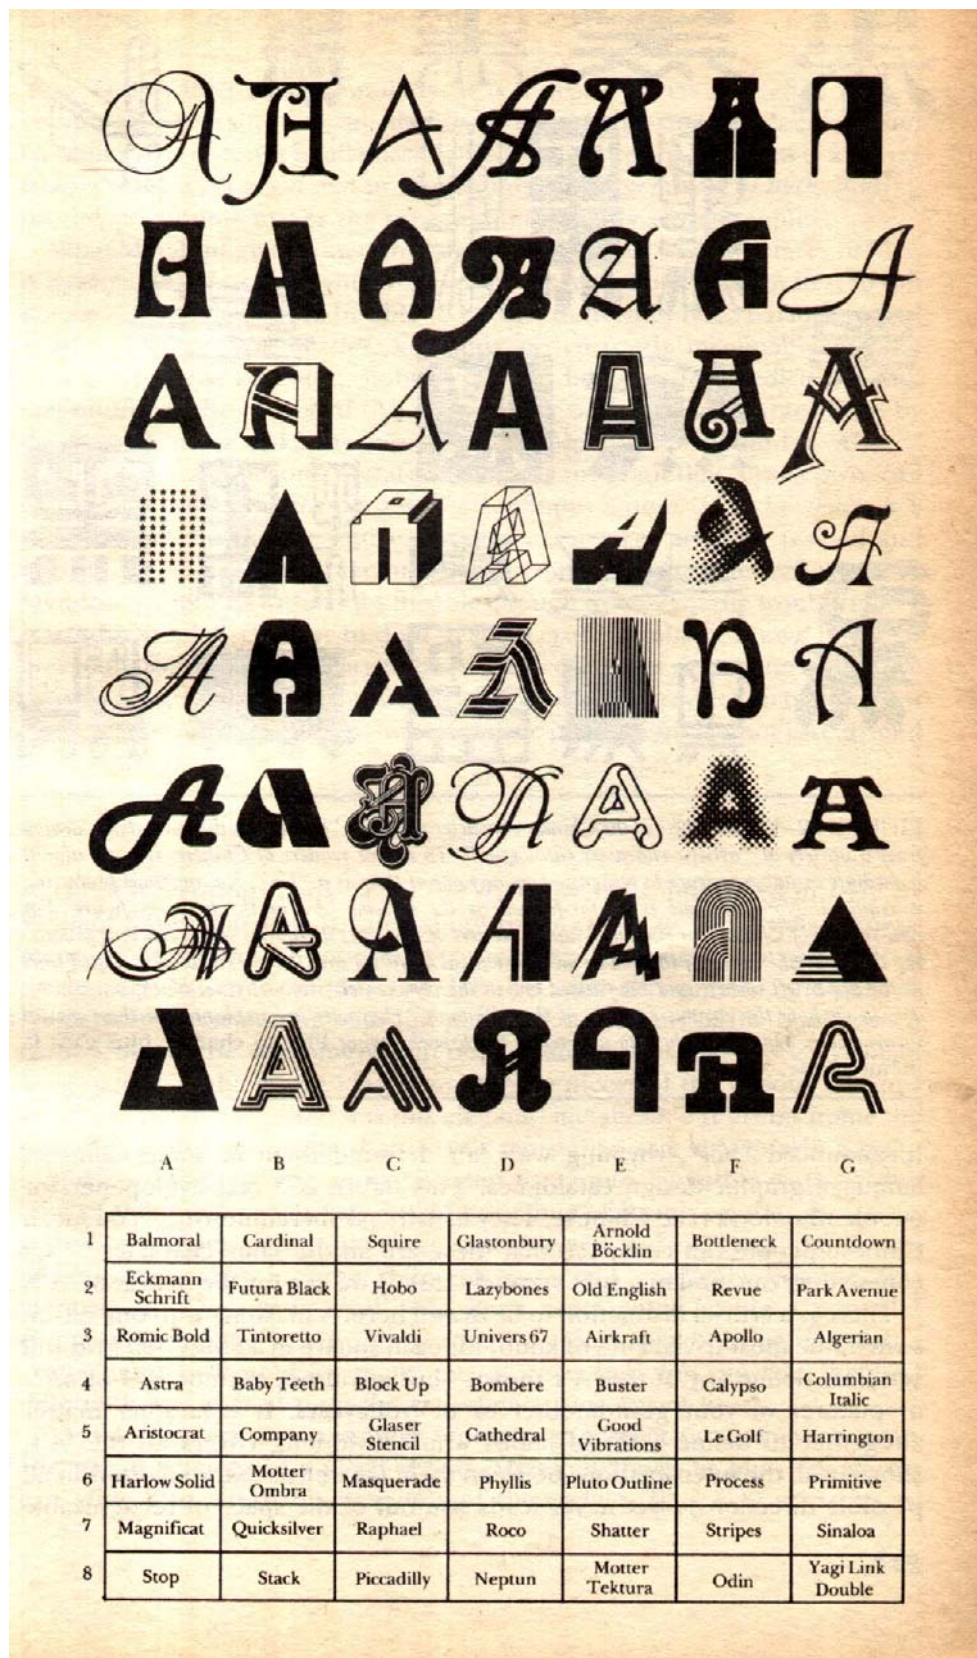 A A A A A A A
A A A A A A A
A A A A A A A
A A A A A A A
A A A A A A A
A A A A A A A
A A A A A A A
A A A A A A A
A B C D E F G
1 Balmoral Cardinal Squire Glastonbury Arnold Böcklin Bottleneck Countdown
2 Eckmann Schrift Futura Black Hobo Lazybones Old English Revue Park Avenue
3 Romic Bold Tintoretto Vivaldi Univers 67 Airkraft Apollo Algerian
4 Astra Baby Teeth Block Up Bombere Buster Calypso Columbian Italic
5 Aristocrat Company Glaser Stencil Cathedral Good Vibrations Le Golf Harrington
6 Harlow Solid Motter Ombra Masquerade Phyllis Pluto Outline Process Primitive
7 Magnificat Quicksilver Raphael Roco Shatter Stripes Sinaloa
8 Stop Stack Piccadilly Neptun Motter Tektura Odin Yagi Link Double